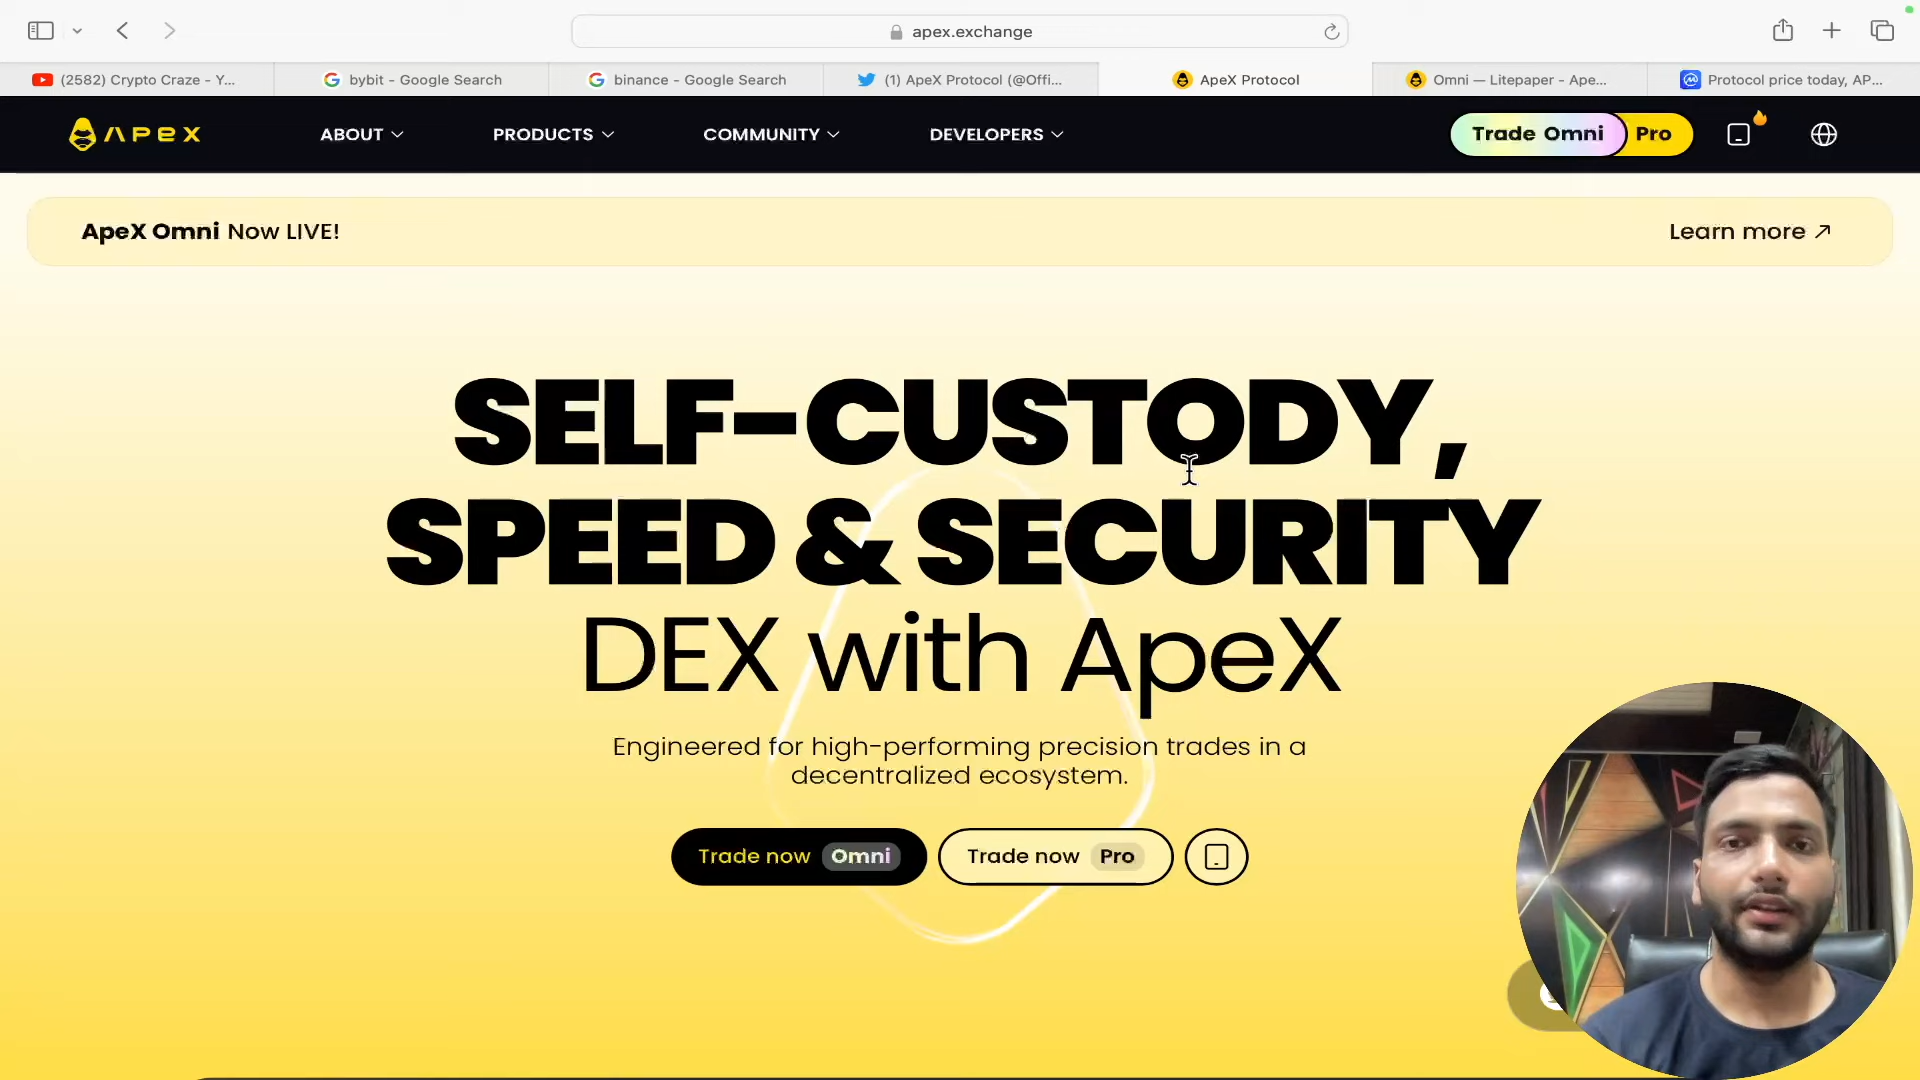 apex.exchange
(2582) Crypto Craze - Y...
bybit - Google Search
binance - Google Search
(1) ApeX Protocol (@Offi...
ApeX Protocol
Omni — Litepaper - Ape...
Protocol price today, AP...
APEX
ABOUT
PRODUCTS
COMMUNITY
DEVELOPERS
Trade Omni
Pro
ApeX Omni Now LIVE!
Learn more ↗
SELF-CUSTODY,
SPEED & SECURITY
DEX with ApeX
Engineered for high-performing precision trades in a
decentralized ecosystem.
Trade now Omni
Trade now Pro